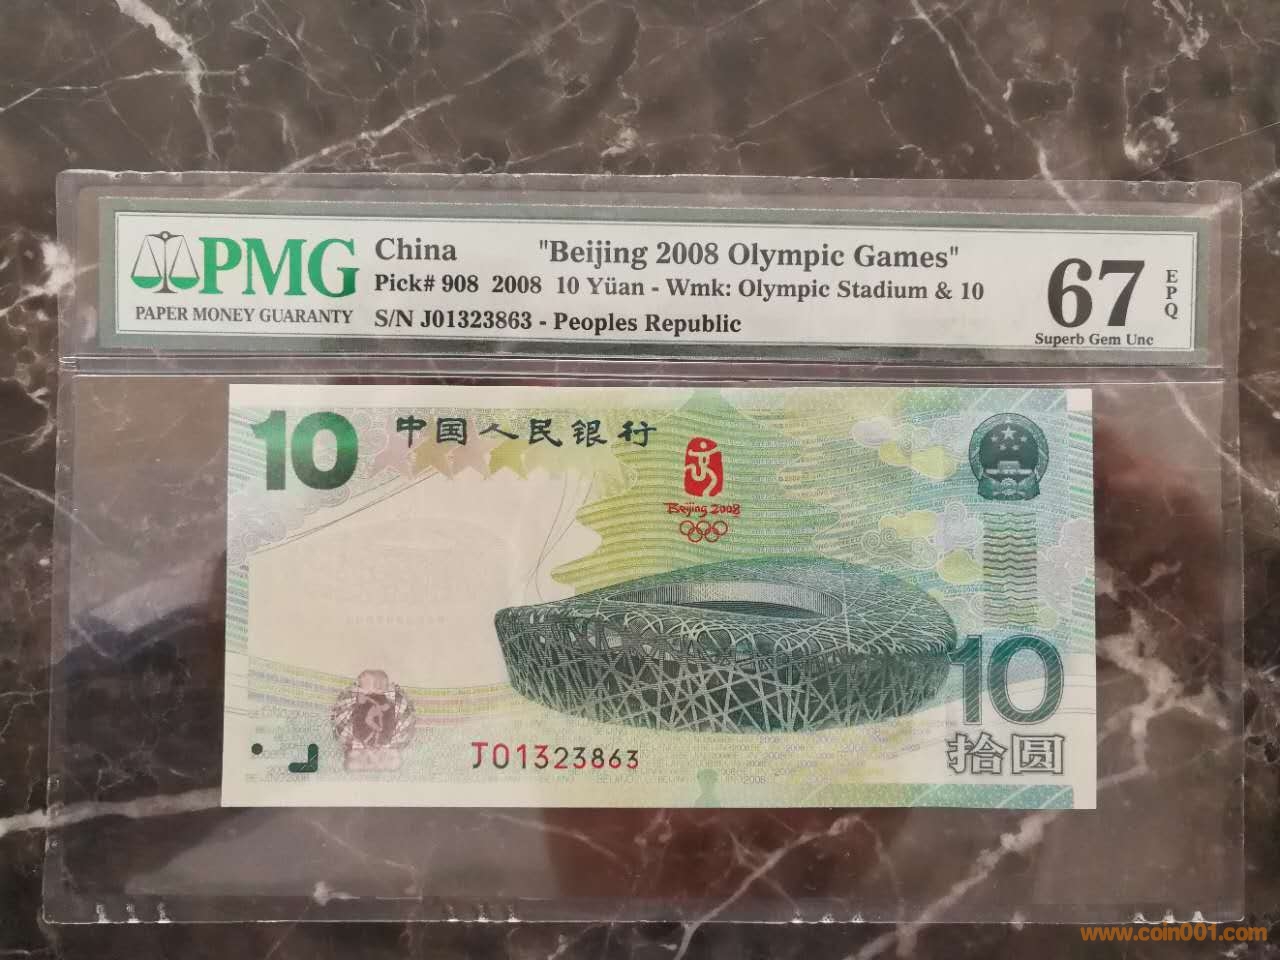 PMG
PAPER MONEY GUARANTY
China "Beijing 2008 Olympic Games"
Pick# 908 2008 10 Yüan - Wmk: Olympic Stadium & 10
S/N J01323863 - Peoples Republic
67
EPQ
Superb Gem Unc
10
中国人民银行
Beijing 2008
J01323863
10
拾圆
www.coin001.com